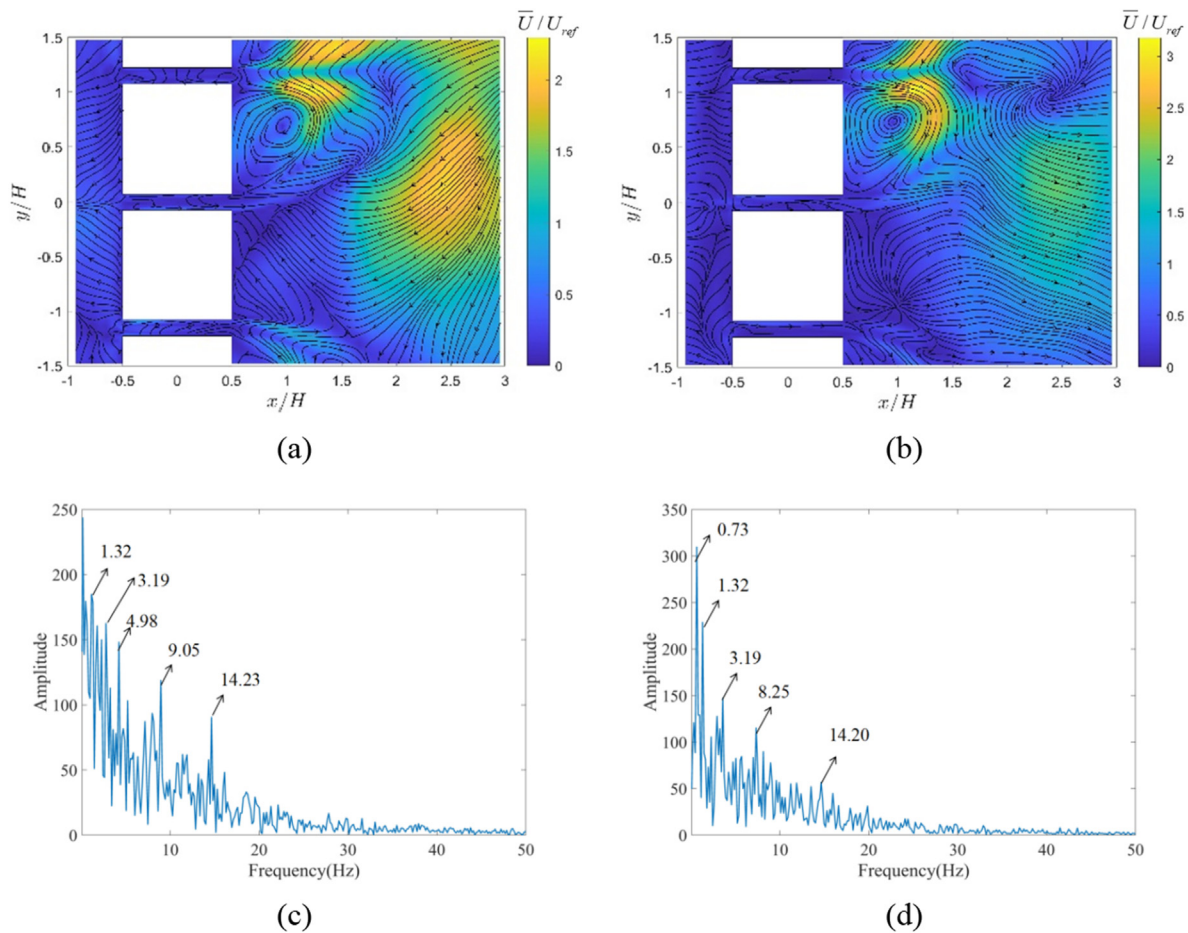 U̅ / U_ref
1.5
1
0.5
0
-0.5
-1
-1.5
y/H
-1 -0.5 0 0.5 1 1.5 2 2.5 3
x/H
2
1.5
1
0.5
0
(a)
U̅ / U_ref
1.5
1
0.5
0
-0.5
-1
-1.5
y/H
-1 -0.5 0 0.5 1 1.5 2 2.5 3
x/H
3
2.5
2
1.5
1
0.5
0
(b)
250
200
150
100
50
0
Amplitude
1.32
3.19
4.98
9.05
14.23
10 20 30 40 50
Frequency(Hz)
(c)
350
300
250
200
150
100
50
0
Amplitude
0.73
1.32
3.19
8.25
14.20
10 20 30 40 50
Frequency(Hz)
(d)